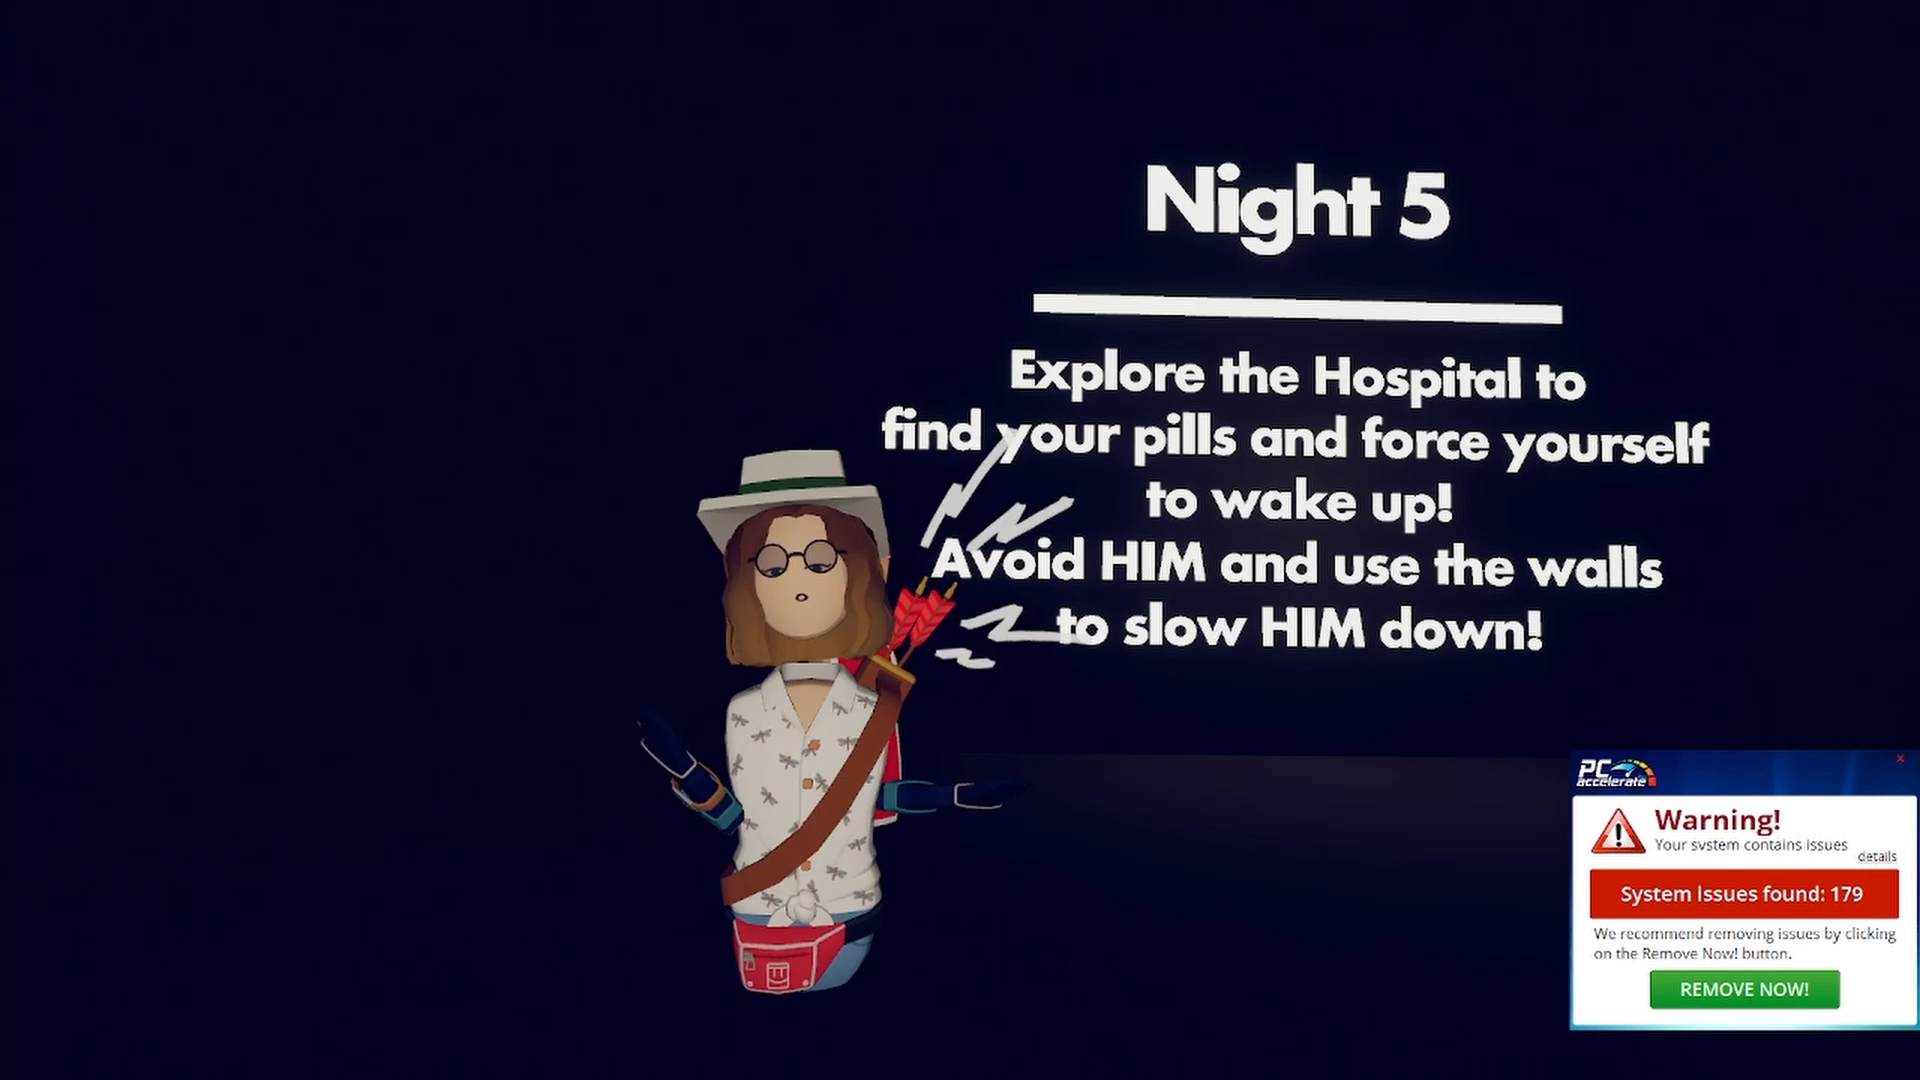 Night 5
Explore the Hospital to
find your pills and force yourself
to wake up!
Avoid HIM and use the walls
to slow HIM down!
PC
accelerate
Warning!
Your system contains issues
details
System Issues found: 179
We recommend removing issues by clicking
on the Remove Now! button.
REMOVE NOW!